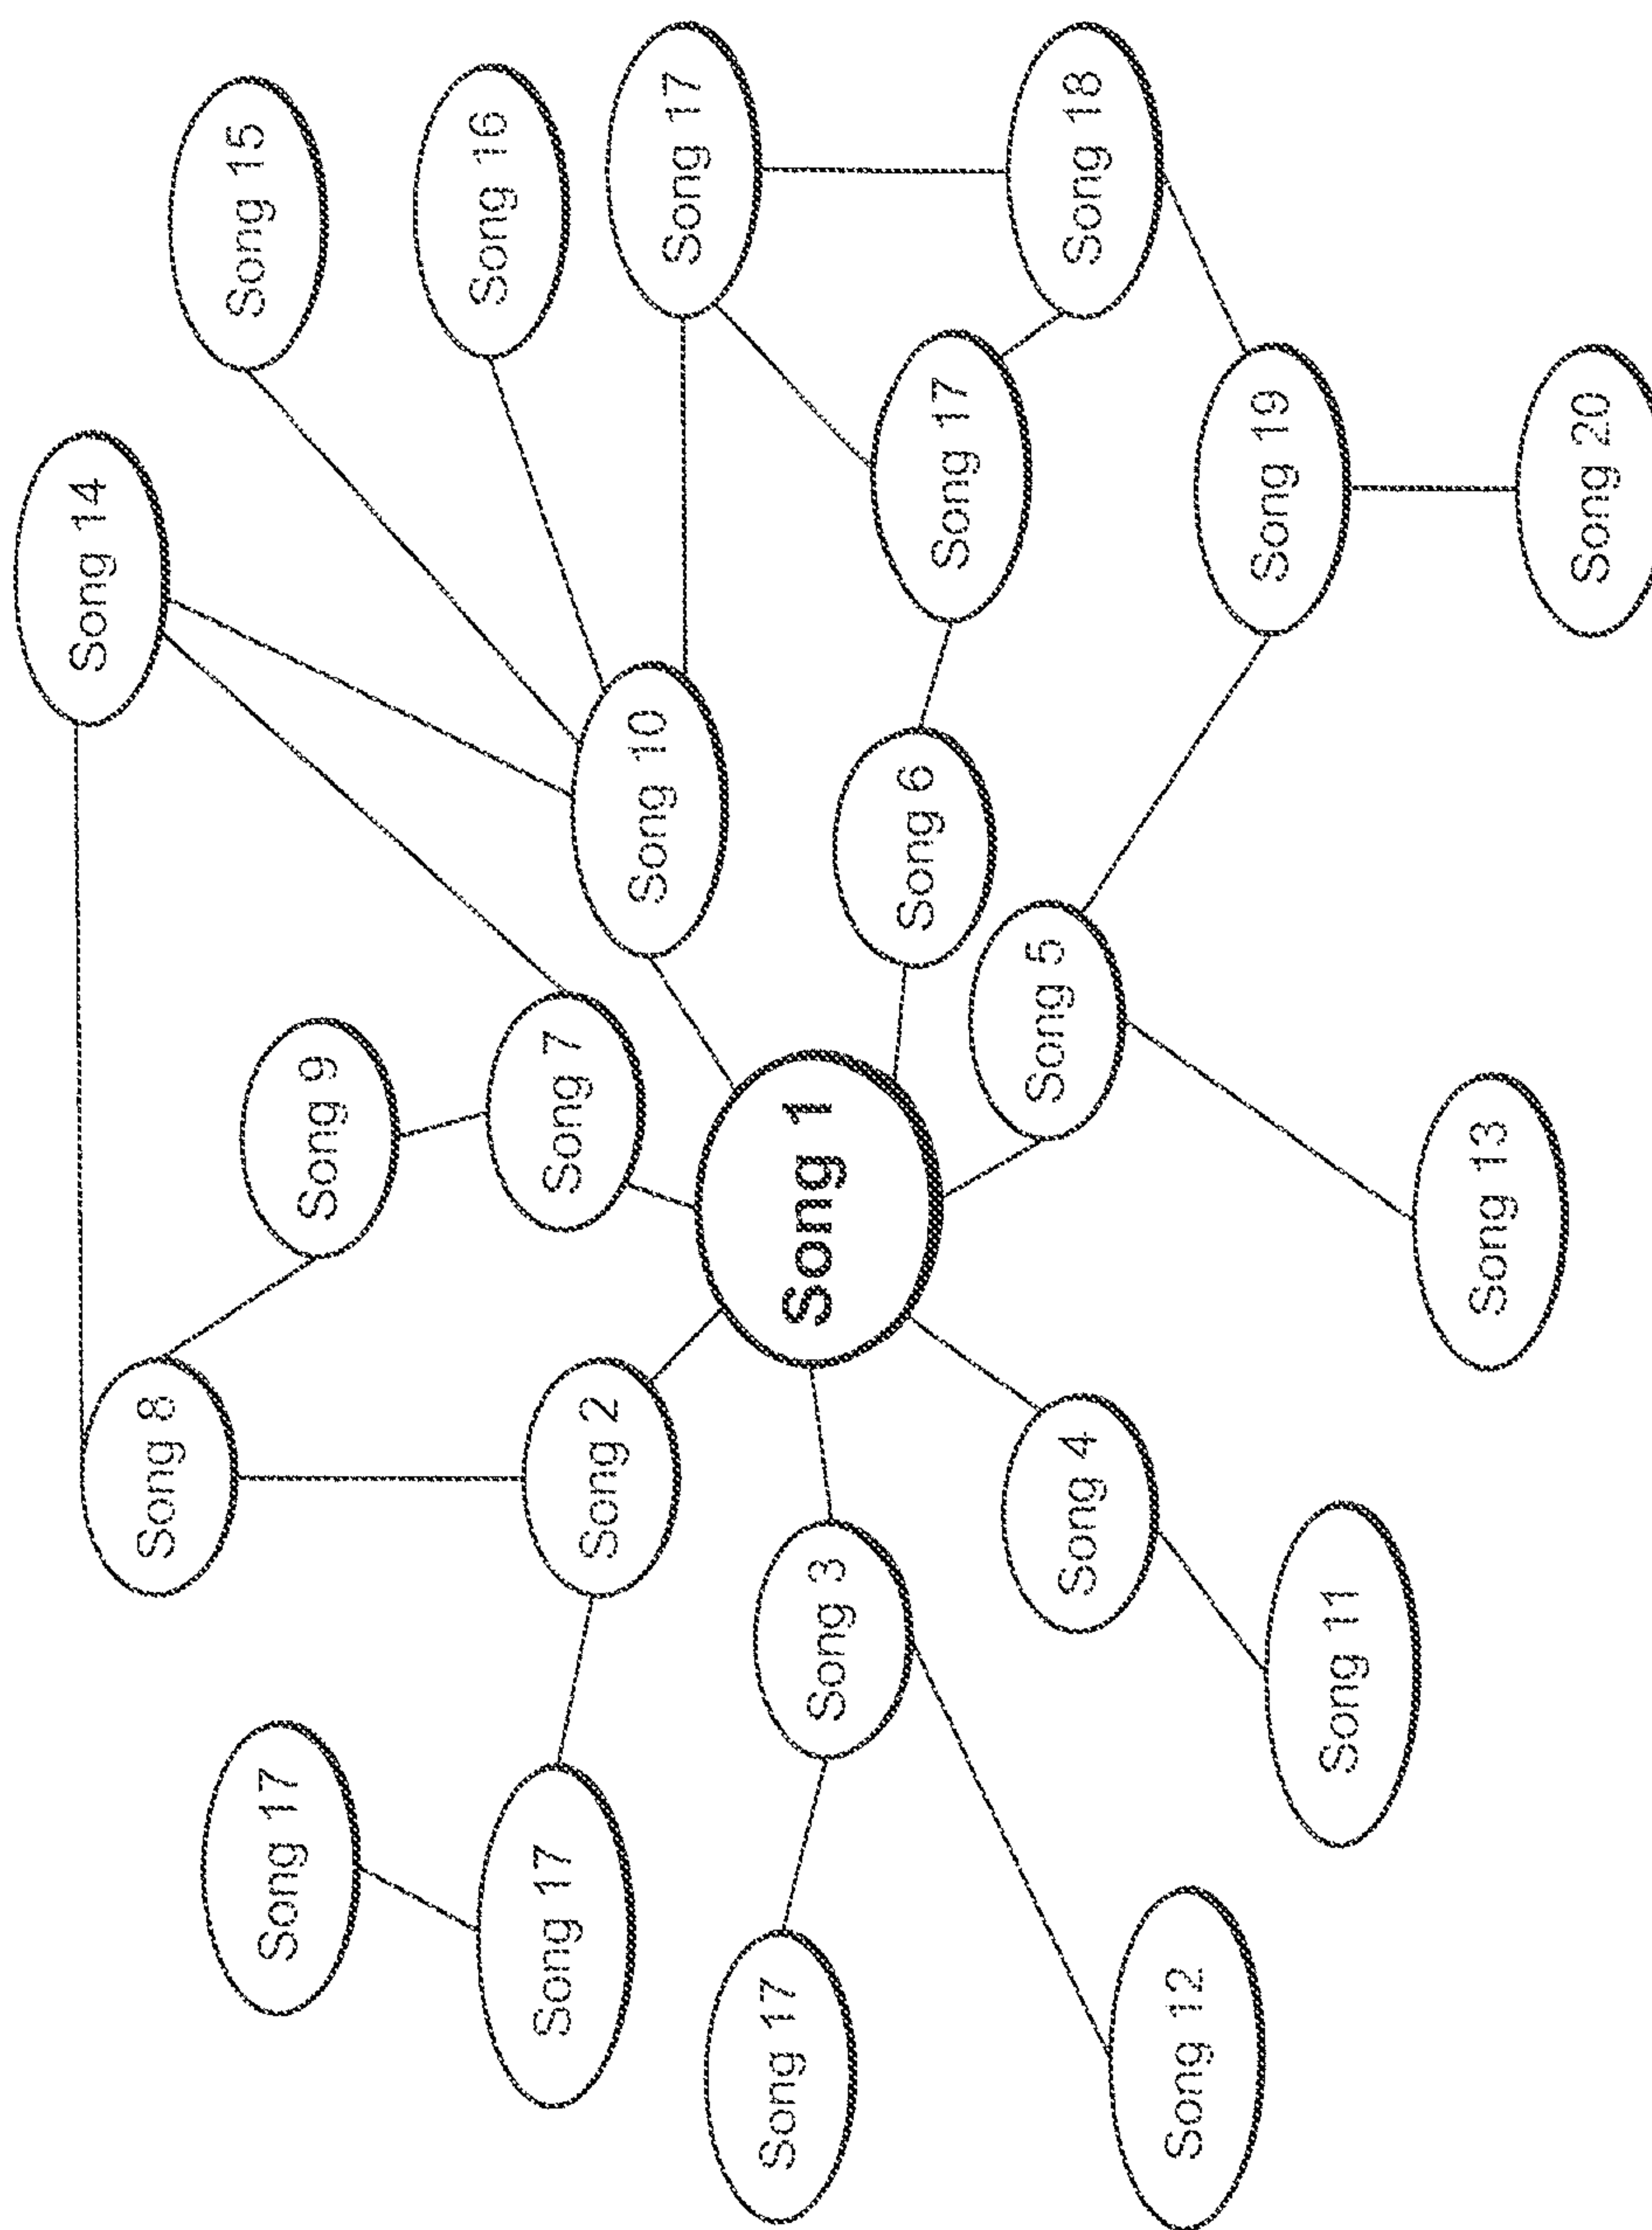 Song 14
Song 15
Song 16
Song 17
Song 8
Song 9
Song 10
Song 7
Song 17
Song 18
Song 17
Song 2
Song 6
Song 17
Song 1
Song 5
Song 19
Song 3
Song 4
Song 20
Song 17
Song 13
Song 11
Song 12